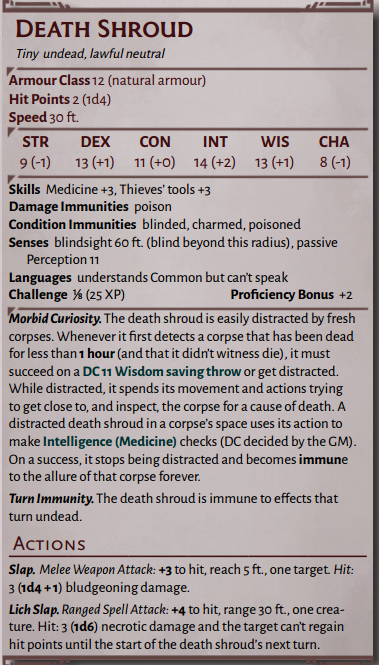 DEATH SHROUD
Tiny undead, lawful neutral
Armour Class 12 (natural armour)
Hit Points 2 (1d4)
Speed 30 ft.
STR DEX CON INT WIS CHA
9 (-1) 13 (+1) 11 (+0) 14 (+2) 13 (+1) 8 (-1)
Skills Medicine +3, Thieves' tools +3
Damage Immunities poison
Condition Immunities blinded, charmed, poisoned
Senses blindsight 60 ft. (blind beyond this radius), passive
Perception 11
Languages understands Common but can't speak
Challenge ⅛ (25 XP) Proficiency Bonus +2
Morbid Curiosity. The death shroud is easily distracted by fresh
corpses. Whenever it first detects a corpse that has been dead
for less than 1 hour (and that it didn't witness die), it must
succeed on a DC 11 Wisdom saving throw or get distracted.
While distracted, it spends its movement and actions trying
to get close to, and inspect, the corpse for a cause of death. A
distracted death shroud in a corpse's space uses its action to
make Intelligence (Medicine) checks (DC decided by the GM).
On a success, it stops being distracted and becomes immune
to the allure of that corpse forever.
Turn Immunity. The death shroud is immune to effects that
turn undead.
ACTIONS
Slap. Melee Weapon Attack: +3 to hit, reach 5 ft., one target. Hit:
3 (1d4 + 1) bludgeoning damage.
Lich Slap. Ranged Spell Attack: +4 to hit, range 30 ft., one crea-
ture. Hit: 3 (1d6) necrotic damage and the target can't regain
hit points until the start of the death shroud's next turn.